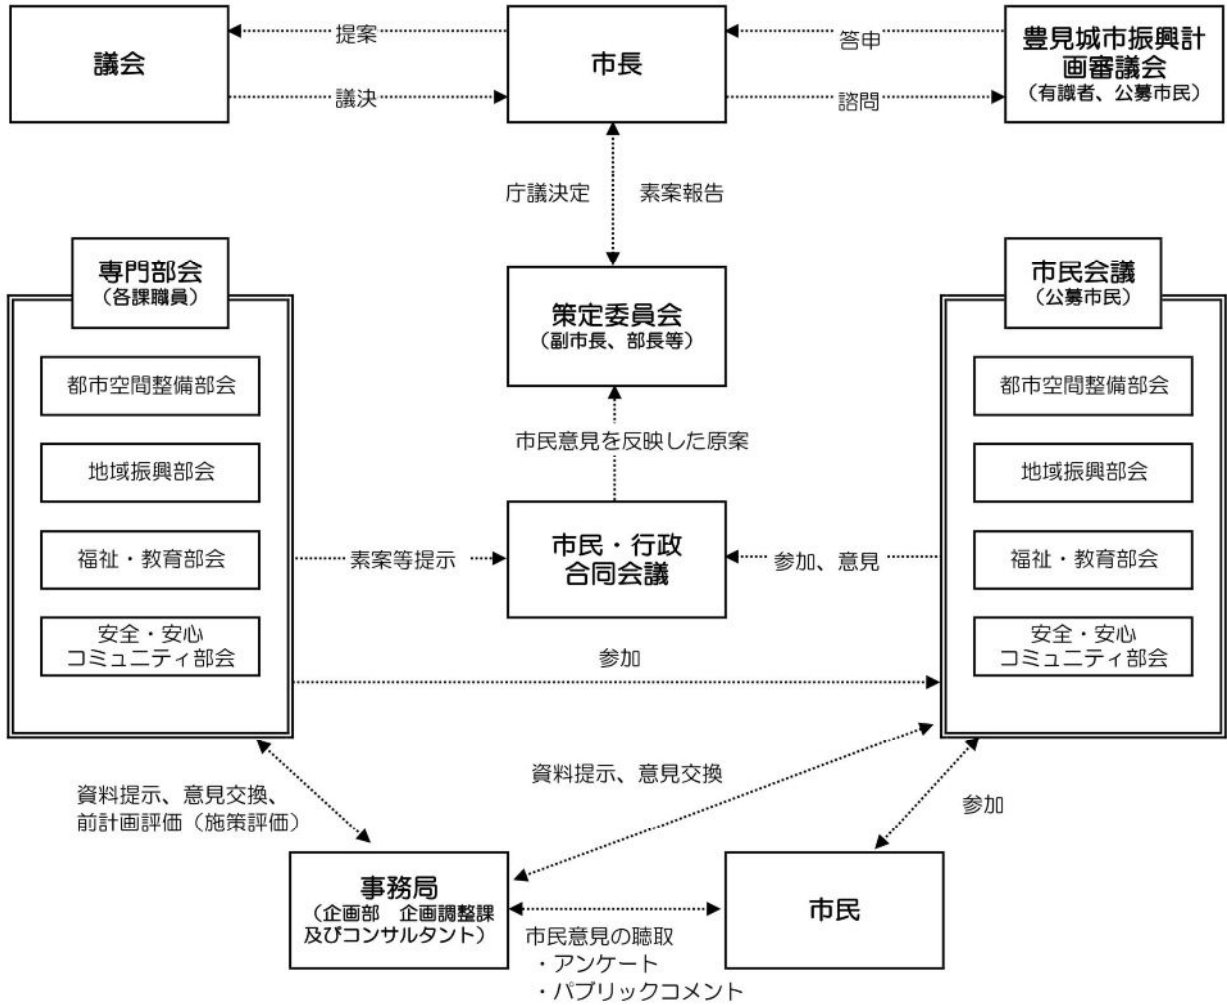 議会
提案
議決
市長
答申
諮問
豊見城市振興計
画審議会
（有識者、公募市民）
庁議決定
素案報告
専門部会
（各課職員）
都市空間整備部会
地域振興部会
福祉・教育部会
安全・安心
コミュニティ部会
策定委員会
（副市長、部長等）
市民意見を反映した原案
市民・行政
合同会議
素案等提示
参加、意見
参加
市民会議
（公募市民）
都市空間整備部会
地域振興部会
福祉・教育部会
安全・安心
コミュニティ部会
資料提示、意見交換、
前計画評価（施策評価）
資料提示、意見交換
参加
事務局
（企画部　企画調整課
及びコンサルタント）
市民意見の聴取
・アンケート
・パブリックコメント
市民